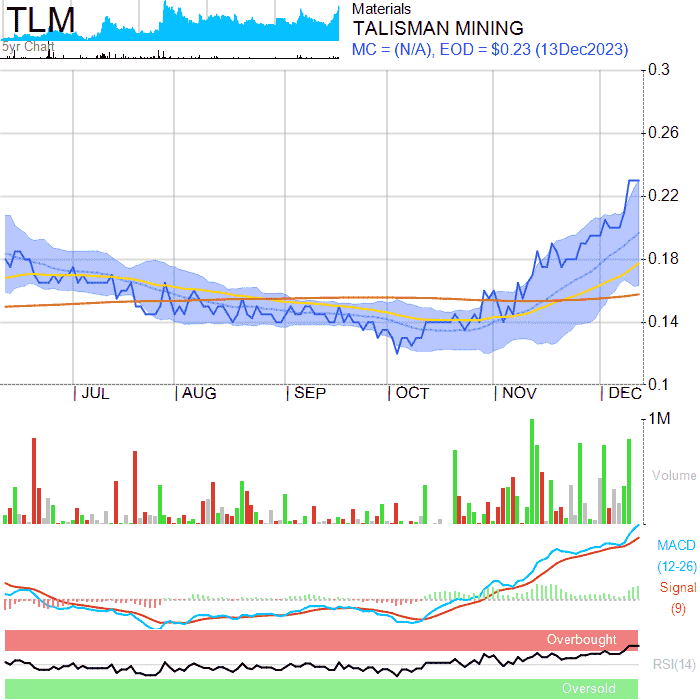 TLM
5yr Chart
Materials
TALISMAN MINING
MC = (N/A), EOD = $0.23 (13Dec2023)
0.3
0.26
0.22
0.18
0.14
0.1
JUL
AUG
SEP
OCT
NOV
DEC
1M
Volume
MACD
(12-26)
Signal
(9)
Overbought
RSI(14)
Oversold